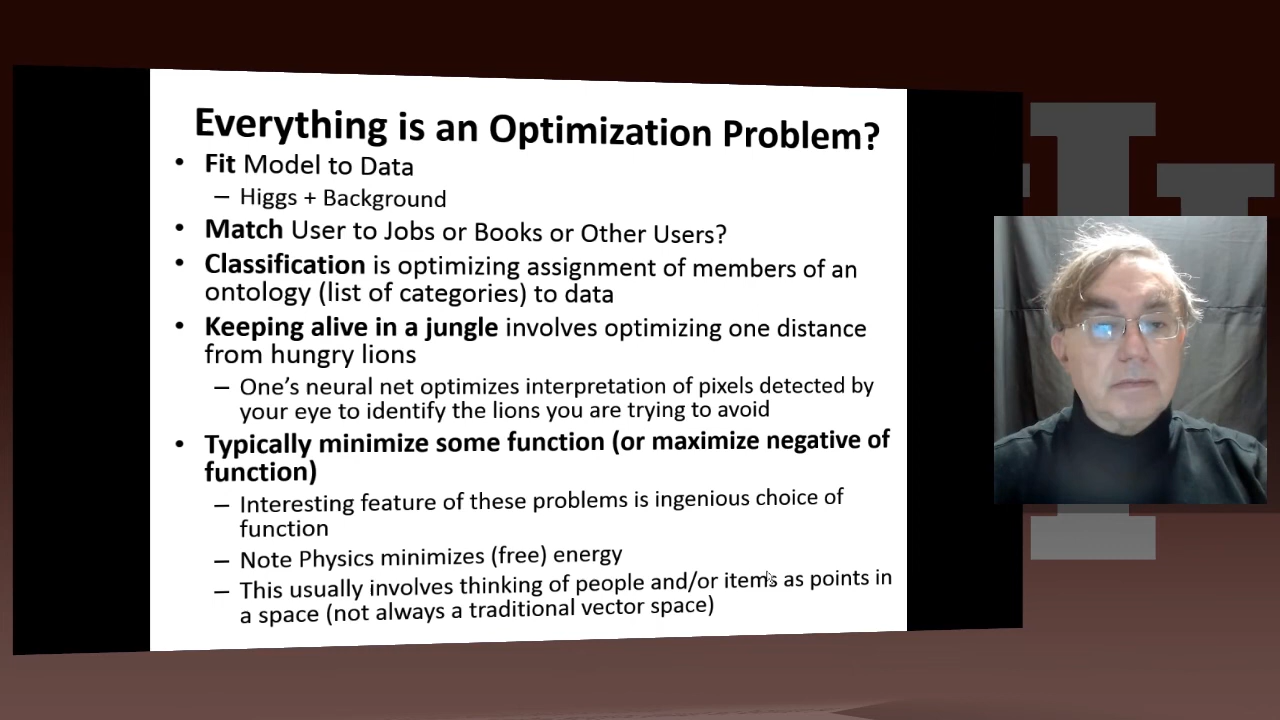 Everything is an Optimization Problem?
• Fit Model to Data
– Higgs + Background
• Match User to Jobs or Books or Other Users?
• Classification is optimizing assignment of members of an
ontology (list of categories) to data
• Keeping alive in a jungle involves optimizing one distance
from hungry lions
– One's neural net optimizes interpretation of pixels detected by
your eye to identify the lions you are trying to avoid
• Typically minimize some function (or maximize negative of
function)
– Interesting feature of these problems is ingenious choice of
function
– Note Physics minimizes (free) energy
– This usually involves thinking of people and/or items as points in
a space (not always a traditional vector space)